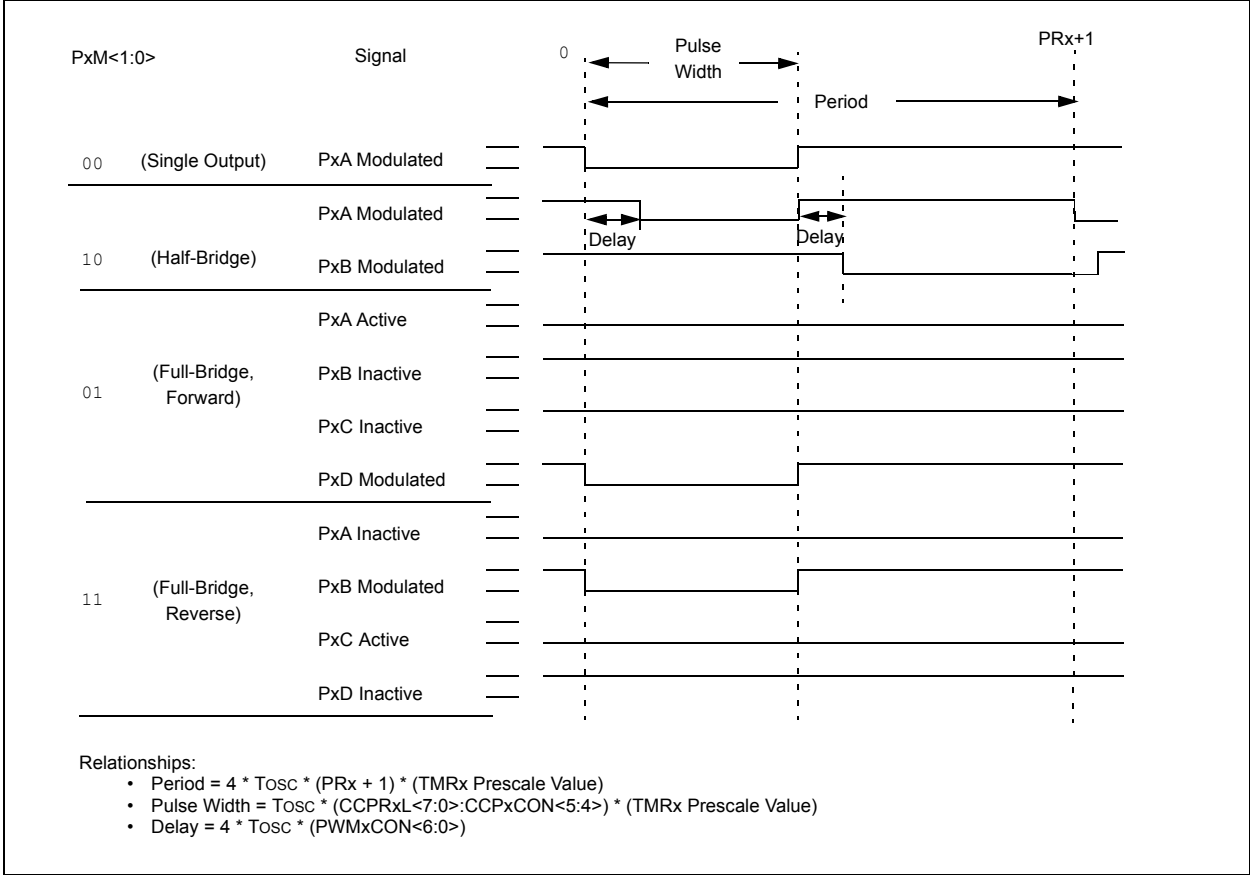 PxM<1:0>
Signal
0
Pulse
Width
PRx+1
Period
00
(Single Output)
PxA Modulated
PxA Modulated
Delay
Delay
10
(Half-Bridge)
PxB Modulated
PxA Active
01
(Full-Bridge,
Forward)
PxB Inactive
PxC Inactive
PxD Modulated
PxA Inactive
11
(Full-Bridge,
Reverse)
PxB Modulated
PxC Active
PxD Inactive
Relationships:
• Period = 4 * TOSC * (PRx + 1) * (TMRx Prescale Value)
• Pulse Width = TOSC * (CCPRxL<7:0>:CCPxCON<5:4>) * (TMRx Prescale Value)
• Delay = 4 * TOSC * (PWMxCON<6:0>)